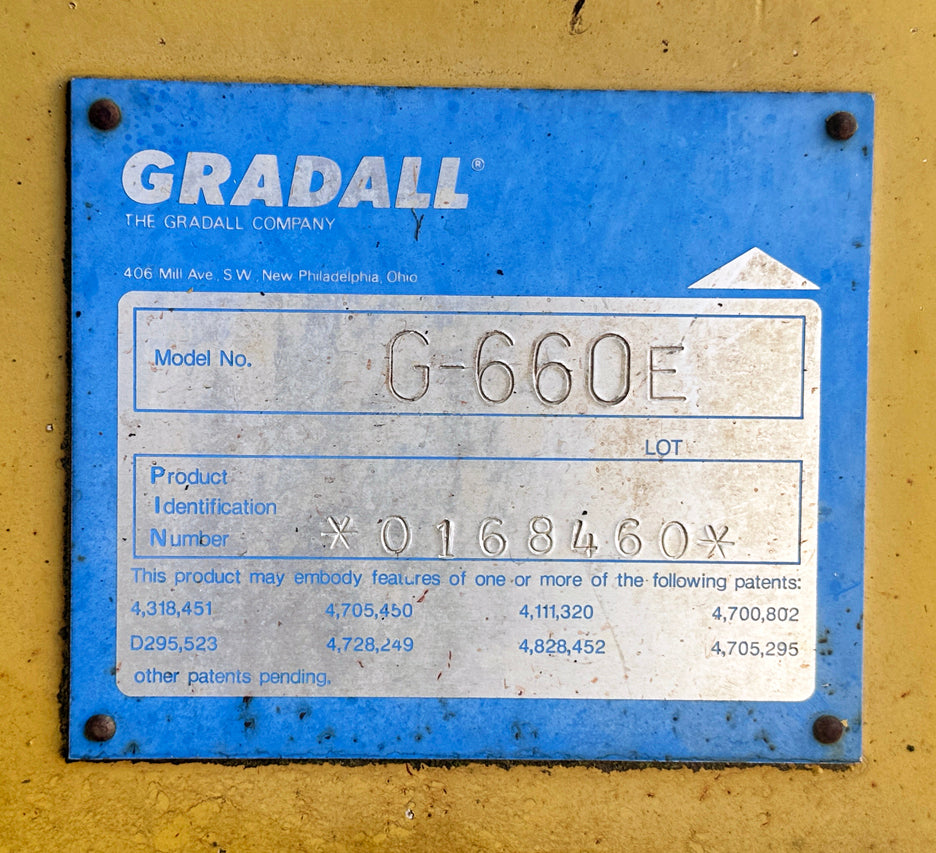 GRADALL®
THE GRADALL COMPANY
406 Mill Ave. S.W. New Philadelphia, Ohio
Model No. G-660E
LOT
Product
Identification
Number *0168460*
This product may embody features of one or more of the following patents:
4,318,451 4,705,450 4,111,320 4,700,802
D295,523 4,728,249 4,828,452 4,705,295
other patents pending.